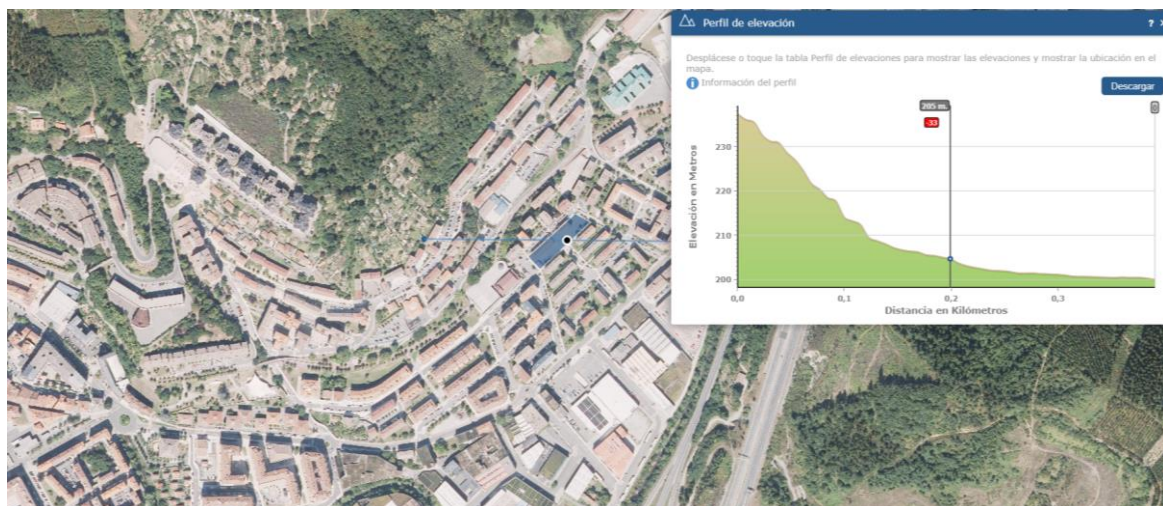 Perfil de elevación ?
Desplácese o toque la tabla Perfil de elevaciones para mostrar las elevaciones y mostrar la ubicación en el
mapa.
Información del perfil
Descargar
205 m.
-33
0
Elevación en Metros
230
220
210
200
0,0 0,1 0,2 0,3
Distancia en Kilómetros